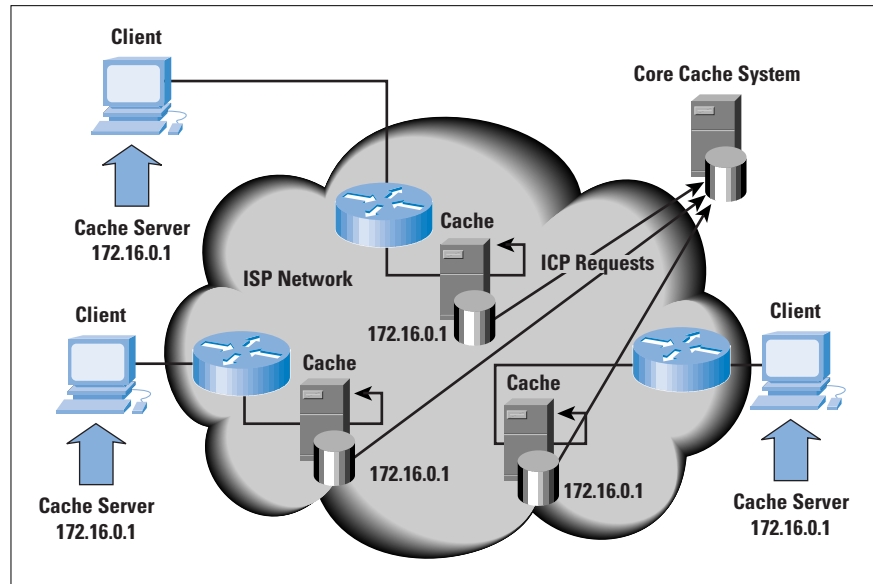 Client
Core Cache System
Cache Server
172.16.0.1
Cache
ISP Network
ICP Requests
172.16.0.1
Client
Client
Cache
Cache
172.16.0.1
172.16.0.1
Cache Server
172.16.0.1
Cache Server
172.16.0.1